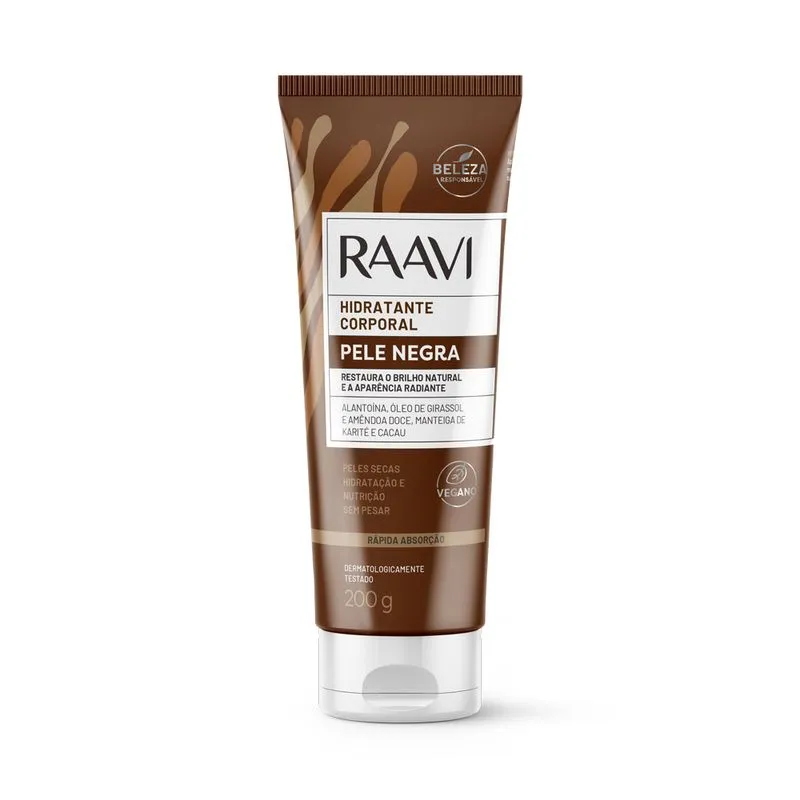 BELEZA
RESPONSÁVEL
RAAVI
HIDRATANTE
CORPORAL
PELE NEGRA
RESTAURA O BRILHO NATURAL
E A APARÊNCIA RADIANTE
ALANTOÍNA, ÓLEO DE GIRASSOL
E AMÊNDOA DOCE, MANTEIGA DE
KARITÉ E CACAU
PELES SECAS
HIDRATAÇÃO E
NUTRIÇÃO
SEM PESAR
VEGANO
RÁPIDA ABSORÇÃO
DERMATOLOGICAMENTE
TESTADO
200 g